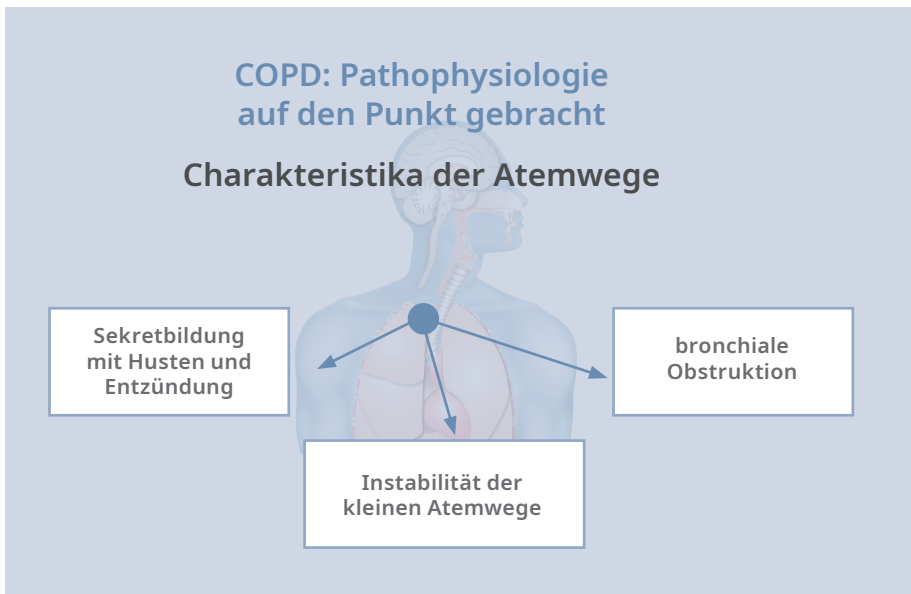 COPD: Pathophysiologie
auf den Punkt gebracht
Charakteristika der Atemwege
Sekretbildung
mit Husten und
Entzündung
bronchiale
Obstruktion
Instabilität der
kleinen Atemwege